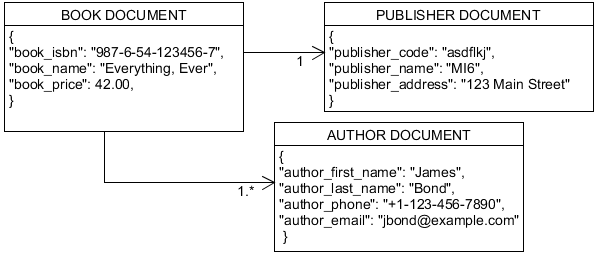 BOOK DOCUMENT
{
"book_isbn": "987-6-54-123456-7",
"book_name": "Everything, Ever",
"book_price": 42.00,
}
1
PUBLISHER DOCUMENT
{
"publisher_code": "asdflkj",
"publisher_name": "MI6",
"publisher_address": "123 Main Street"
}
1.*
AUTHOR DOCUMENT
{
"author_first_name": "James",
"author_last_name": "Bond",
"author_phone": "+1-123-456-7890",
"author_email": "jbond@example.com"
}